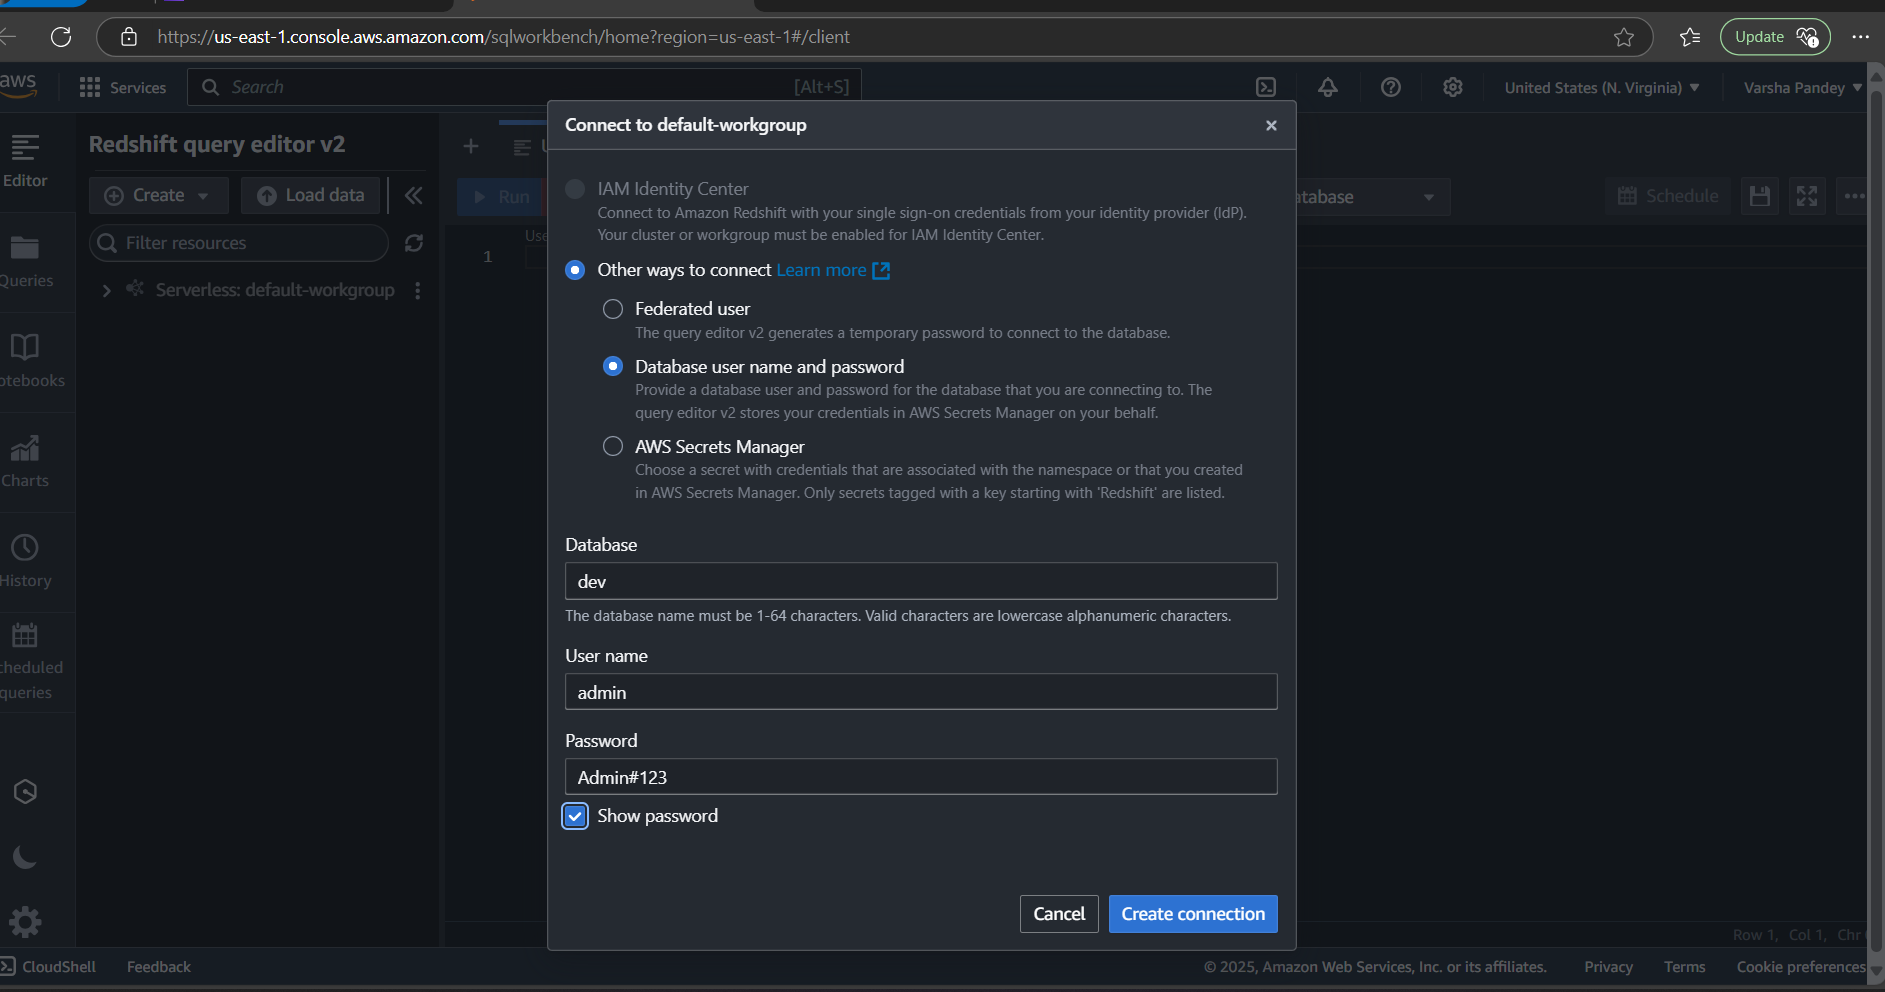 https://us-east-1.console.aws.amazon.com/sqlworkbench/home?region=us-east-1#/client
Update
aws
Services
Search
[Alt+S]
United States (N. Virginia)
Varsha Pandey
Redshift query editor v2
Editor
Create
Load data
Filter resources
Serverless: default-workgroup
Queries
otebooks
Charts
History
cheduled
queries
Run
atabase
Schedule
Use
1
Connect to default-workgroup
IAM Identity Center
Connect to Amazon Redshift with your single sign-on credentials from your identity provider (IdP).
Your cluster or workgroup must be enabled for IAM Identity Center.
Other ways to connect Learn more
Federated user
The query editor v2 generates a temporary password to connect to the database.
Database user name and password
Provide a database user and password for the database that you are connecting to. The
query editor v2 stores your credentials in AWS Secrets Manager on your behalf.
AWS Secrets Manager
Choose a secret with credentials that are associated with the namespace or that you created
in AWS Secrets Manager. Only secrets tagged with a key starting with 'Redshift' are listed.
Database
dev
The database name must be 1-64 characters. Valid characters are lowercase alphanumeric characters.
User name
admin
Password
Admin#123
Show password
Cancel
Create connection
Row 1, Col 1, Chr
CloudShell
Feedback
© 2025, Amazon Web Services, Inc. or its affiliates.
Privacy
Terms
Cookie preferences